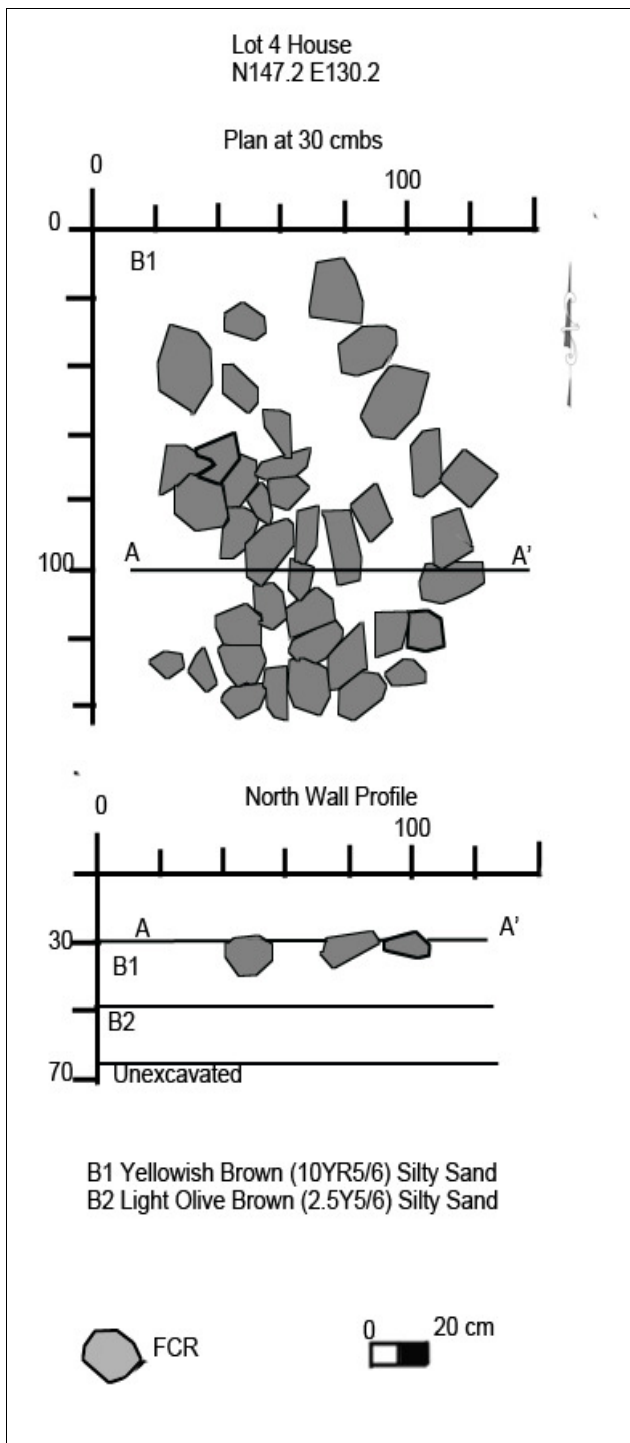 Lot 4 House
N147.2 E130.2
Plan at 30 cmbs
0
100
0
B1
A
A'
100
North Wall Profile
0
100
A
A'
30
B1
B2
70
Unexcavated
B1 Yellowish Brown (10YR5/6) Silty Sand
B2 Light Olive Brown (2.5Y5/6) Silty Sand
FCR
0
20 cm